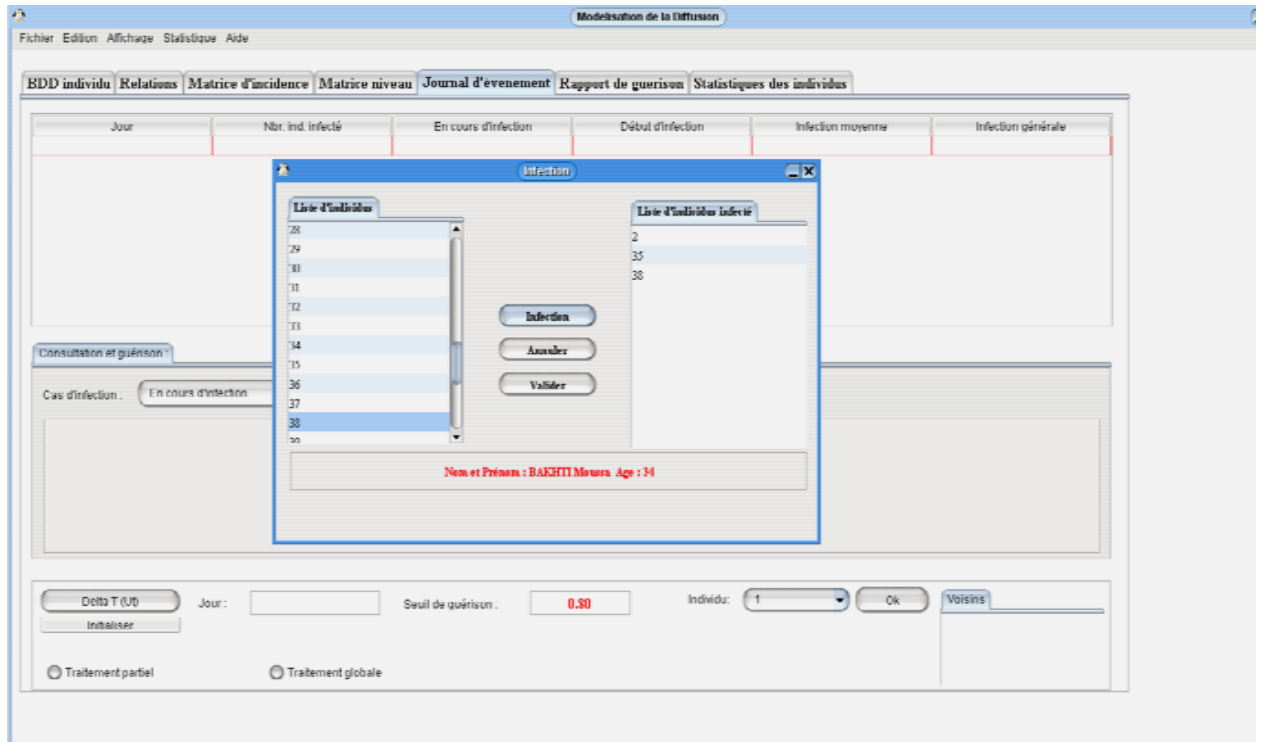 Modelisation de la Diffusion
Fichier Edition Affichage Statistique Aide
BDD individu Relations Matrice d'incidence Matrice niveau Journal d'evenement Rapport de guerison Statistiques des individus
Jour Nbr. ind. infecté En cours d'infection Début d'infection Infection moyenne Infection générale
Infection
Liste d'individus
28
29
30
31
32
33
34
35
36
37
38
39
Infection
Annuler
Valider
Liste d'individus infecté
2
35
38
Nom et Prénom : BAKHTI Moussa Age : 34
Consultation et guérison :
Cas d'infection : En cours d'infection
Delta T (Ut) Jour : Seuil de guérison : 0.80 Individu: 1 Ok Voisins
Initialiser
Traitement partiel Traitement globale